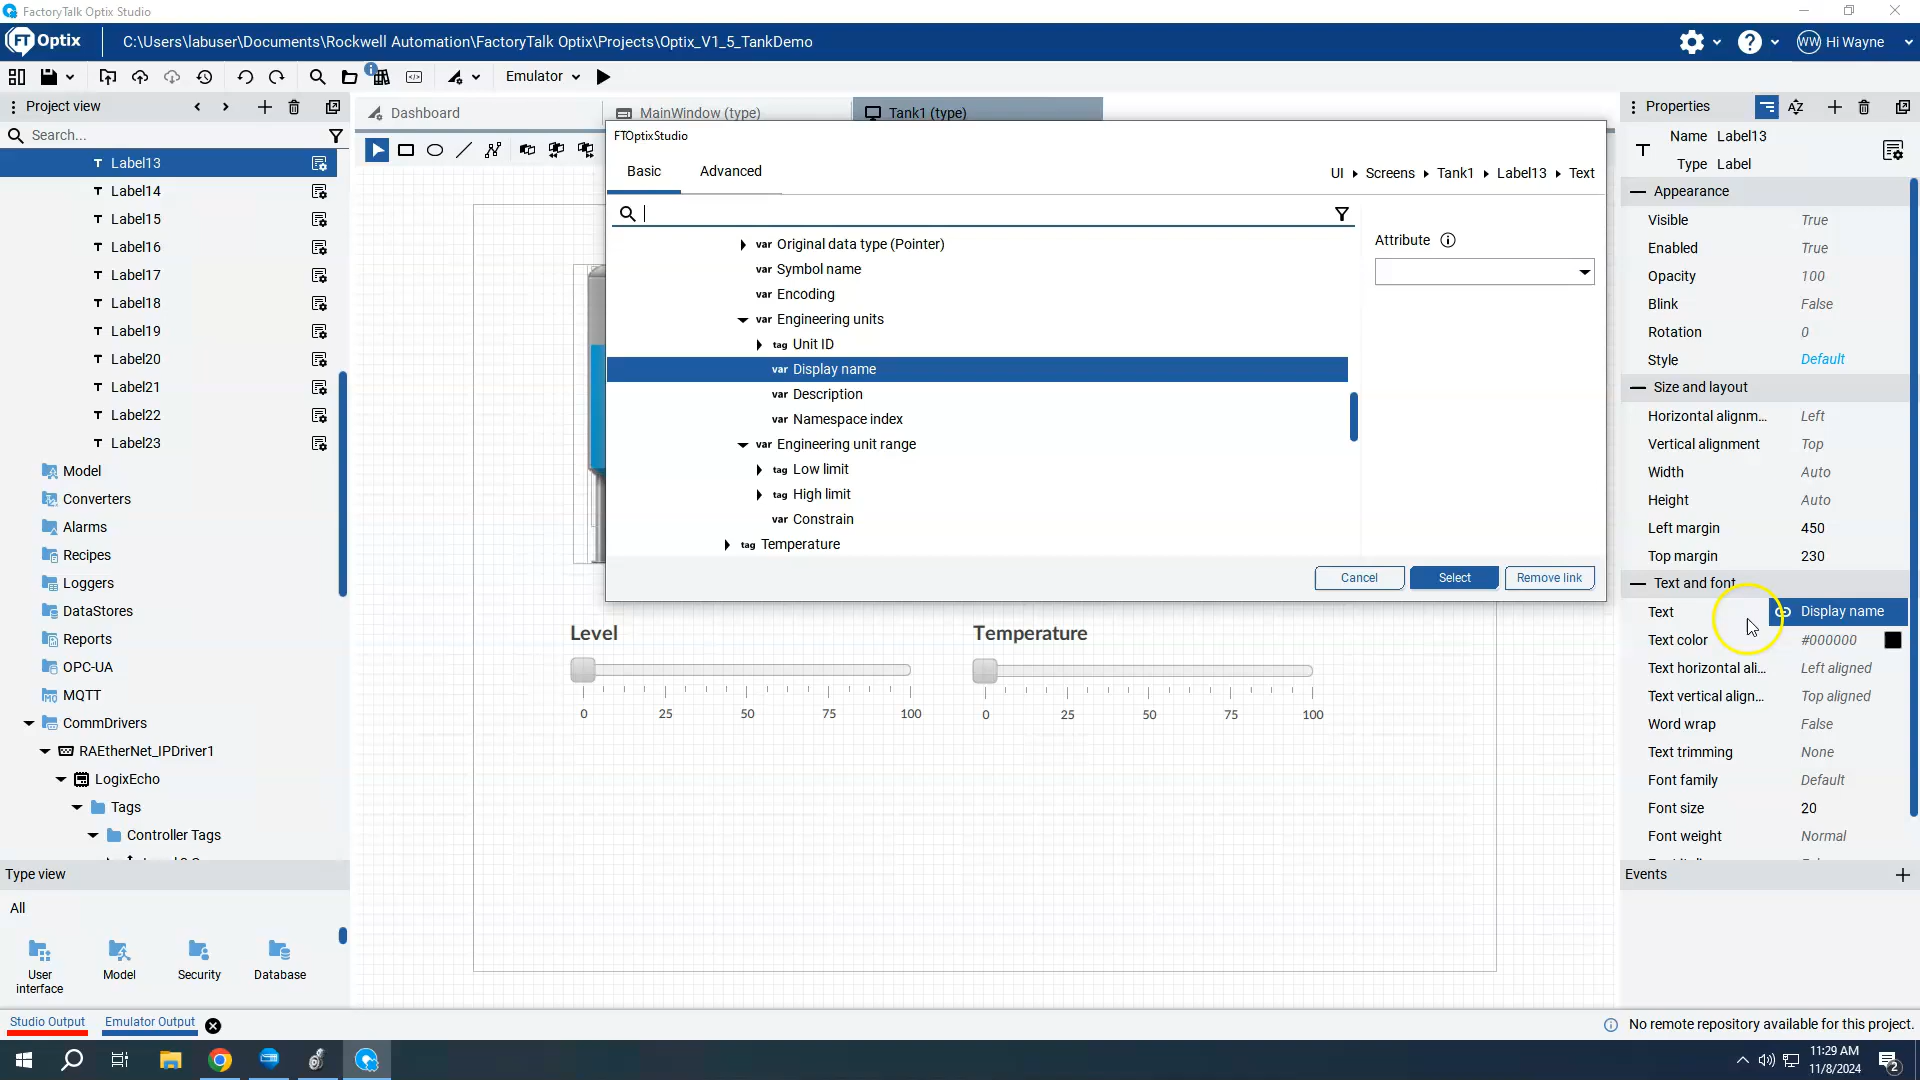 FactoryTalk Optix Studio
FT Optix
C:\Users\labuser\Documents\Rockwell Automation\FactoryTalk Optix\Projects\Optix_V1_5_TankDemo
WW Hi Wayne
Emulator
Project view
Search...
Label13
Label14
Label15
Label16
Label17
Label18
Label19
Label20
Label21
Label22
Label23
Model
Converters
Alarms
Recipes
Loggers
DataStores
Reports
OPC-UA
MQTT
CommDrivers
RAEtherNet_IPDriver1
LogixEcho
Tags
Controller Tags
Type view
All
User interface
Model
Security
Database
Studio Output
Emulator Output
Dashboard
MainWindow (type)
Tank1 (type)
FTOptixStudio
Basic
Advanced
UI
Screens
Tank1
Label13
Text
var Original data type (Pointer)
var Symbol name
var Encoding
var Engineering units
tag Unit ID
var Display name
var Description
var Namespace index
var Engineering unit range
tag Low limit
tag High limit
var Constrain
tag Temperature
Attribute
Cancel
Select
Remove link
Level
0 25 50 75 100
Temperature
0 25 50 75 100
Properties
Name Label13
Type Label
Appearance
Visible True
Enabled True
Opacity 100
Blink False
Rotation 0
Style Default
Size and layout
Horizontal alignm... Left
Vertical alignment Top
Width Auto
Height Auto
Left margin 450
Top margin 230
Text and font
Text Display name
Text color #000000
Text horizontal ali... Left aligned
Text vertical align... Top aligned
Word wrap False
Text trimming None
Font family Default
Font size 20
Font weight Normal
Events
No remote repository available for this project.
11:29 AM
11/8/2024
2